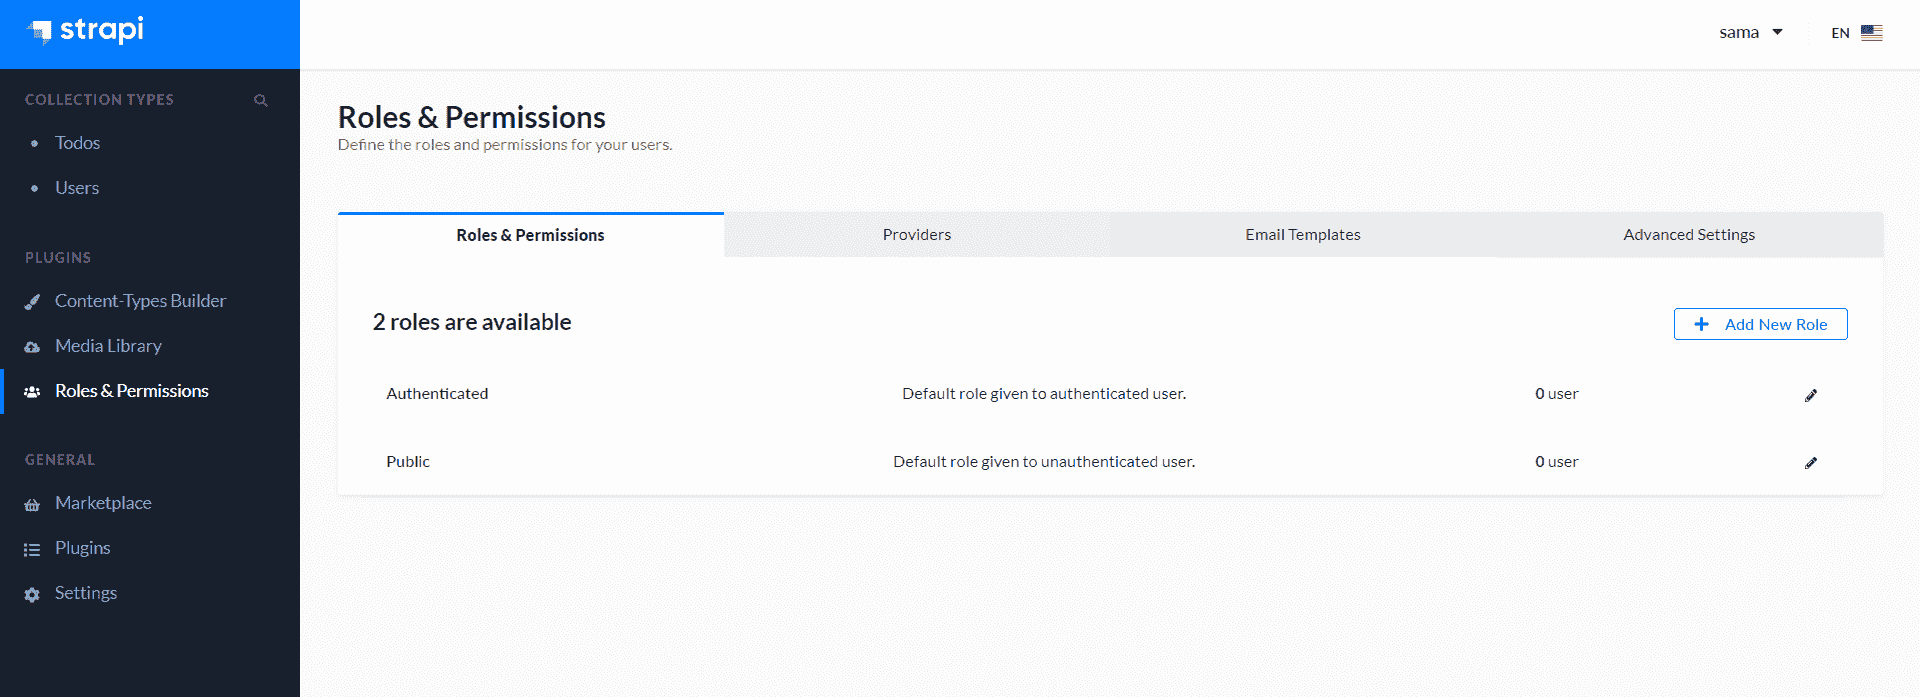 strapi
sama
EN
COLLECTION TYPES
Todos
Users
PLUGINS
Content-Types Builder
Media Library
Roles & Permissions
GENERAL
Marketplace
Plugins
Settings
Roles & Permissions
Define the roles and permissions for your users.
Roles & Permissions Providers Email Templates Advanced Settings
2 roles are available
Add New Role
Authenticated Default role given to authenticated user. 0 user
Public Default role given to unauthenticated user. 0 user